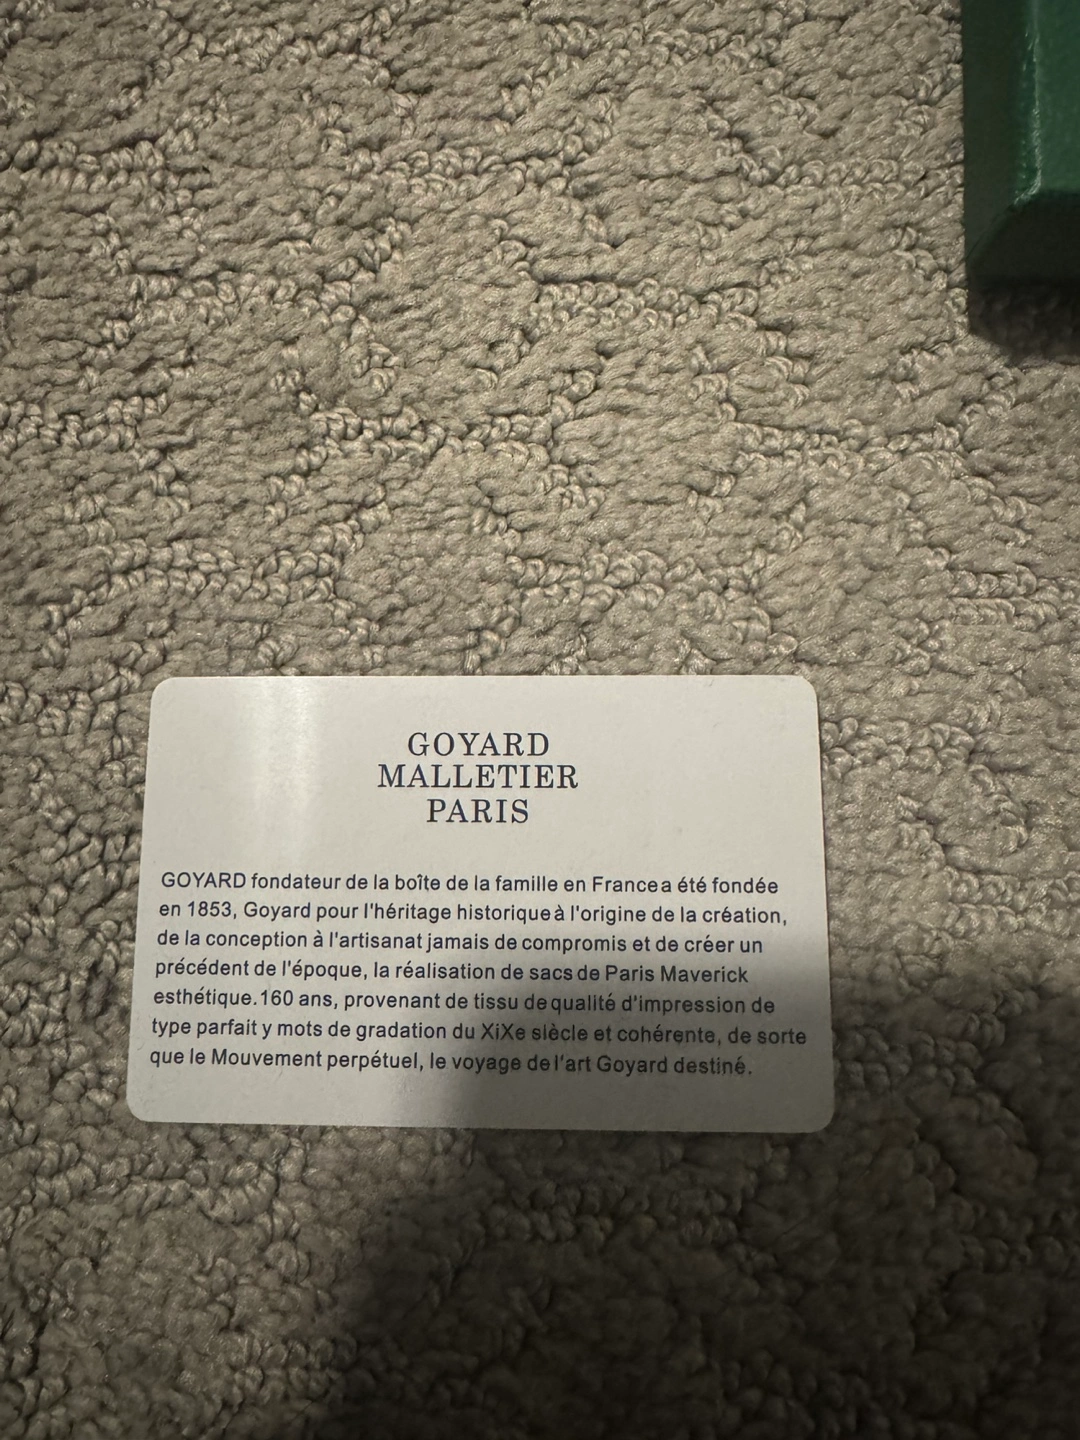 GOYARD
MALLETIER
PARIS
GOYARD fondateur de la boîte de la famille en France a été fondée
en 1853, Goyard pour l'héritage historique à l'origine de la création,
de la conception à l'artisanat jamais de compromis et de créer un
précédent de l'époque, la réalisation de sacs de Paris Maverick
esthétique.160 ans, provenant de tissu de qualité d'impression de
type parfait y mots de gradation du XiXe siècle et cohérente, de sorte
que le Mouvement perpétuel, le voyage de l'art Goyard destiné.